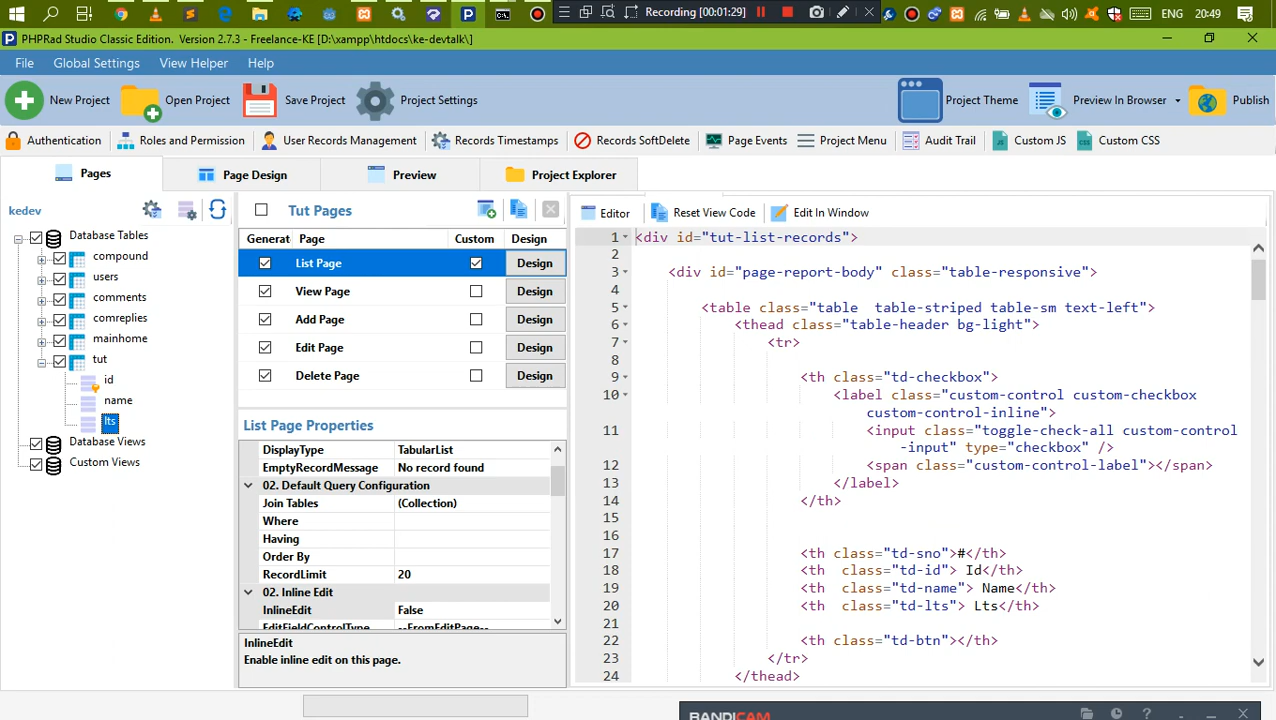 Recording [00:01:29]
ENG
20:49
PHPRad Studio Classic Edition. Version 2.7.3 - Freelance-KE [D:\xampp\htdocs\ke-devtalk\]
File
Global Settings
View Helper
Help
New Project
Open Project
Save Project
Project Settings
Project Theme
Preview In Browser
Publish
Authentication
Roles and Permission
User Records Management
Records Timestamps
Records SoftDelete
Page Events
Project Menu
Audit Trail
Custom JS
Custom CSS
Pages
Page Design
Preview
Project Explorer
kedev
Database Tables
compound
users
comments
comreplies
mainhome
tut
id
name
lts
Database Views
Custom Views
Tut Pages
Generat Page Custom Design
List Page Design
View Page Design
Add Page Design
Edit Page Design
Delete Page Design
List Page Properties
DisplayType TabularList
EmptyRecordMessage No record found
02. Default Query Configuration
Join Tables (Collection)
Where
Having
Order By
RecordLimit 20
02. Inline Edit
InlineEdit False
EditFieldControlType --FromEditPage--
InlineEdit
Enable inline edit on this page.
Editor
Reset View Code
Edit In Window
1 <div id="tut-list-records">
2
3 <div id="page-report-body" class="table-responsive">
4
5 <table class="table  table-striped table-sm text-left">
6 <thead class="table-header bg-light">
7 <tr>
8
9 <th class="td-checkbox">
10 <label class="custom-control custom-checkbox
custom-control-inline">
11 <input class="toggle-check-all custom-control
-input" type="checkbox" />
12 <span class="custom-control-label"></span>
13 </label>
14 </th>
15
16
17 <th class="td-sno">#</th>
18 <th  class="td-id"> Id</th>
19 <th  class="td-name"> Name</th>
20 <th  class="td-lts"> Lts</th>
21
22 <th class="td-btn"></th>
23 </tr>
24 </thead>
BANDICAM